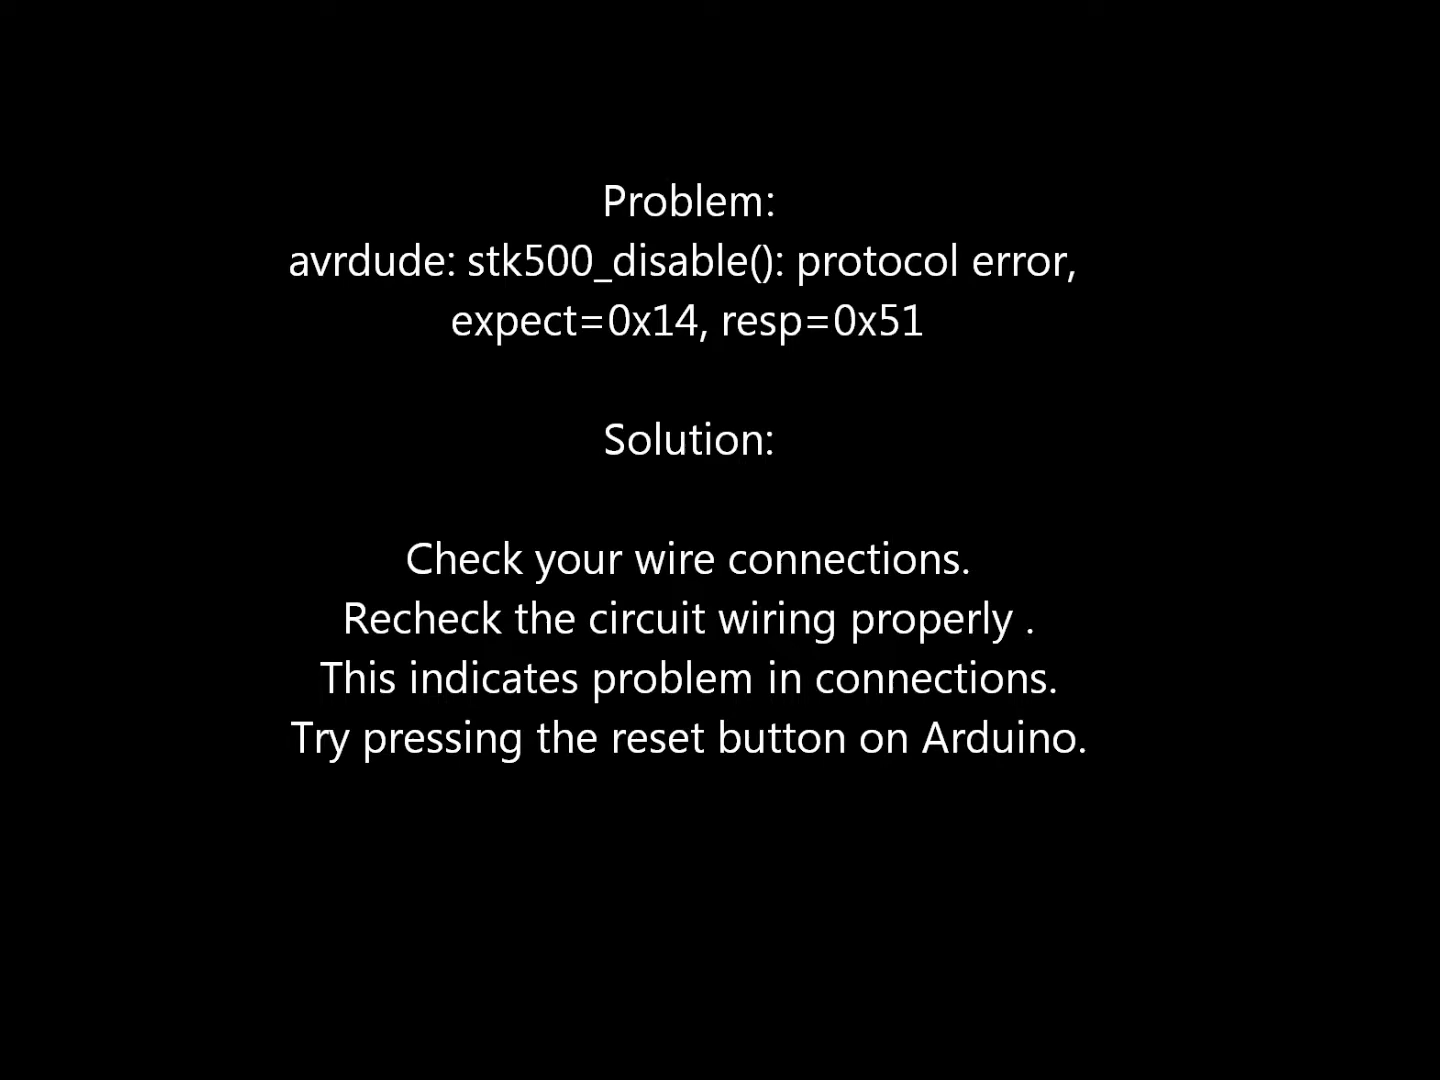 Problem:
avrdude: stk500_disable(): protocol error,
expect=0x14, resp=0x51
Solution:
Check your wire connections.
Recheck the circuit wiring properly .
This indicates problem in connections.
Try pressing the reset button on Arduino.